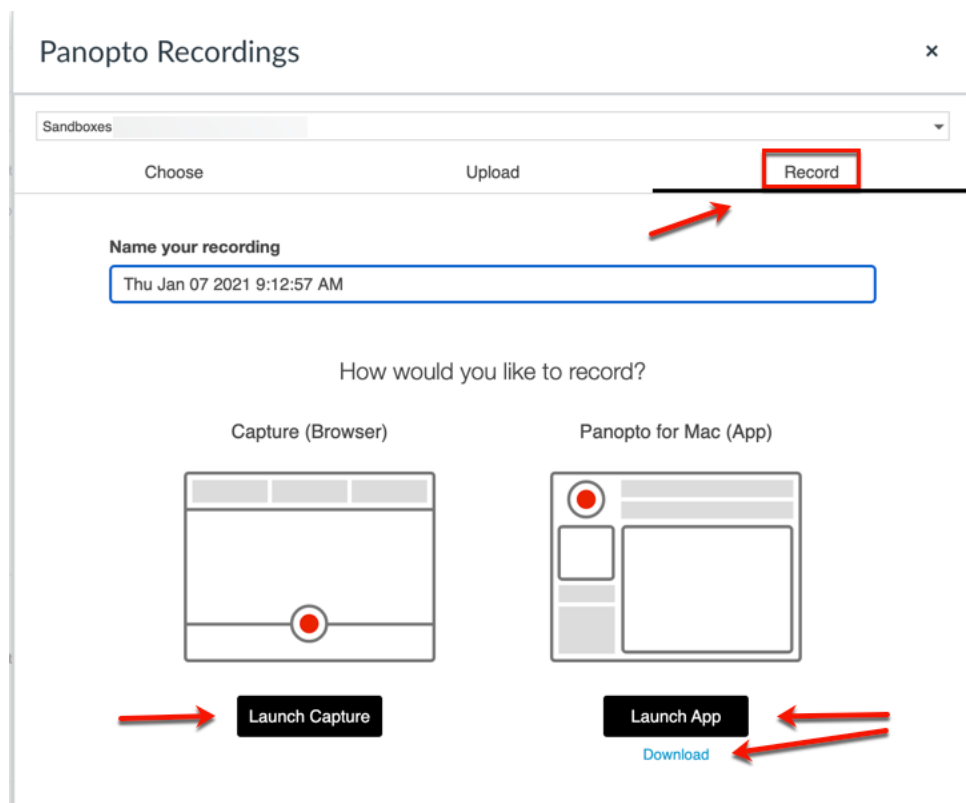 Panopto Recordings
×
Sandboxes
Choose Upload Record
Name your recording
Thu Jan 07 2021 9:12:57 AM
How would you like to record?
Capture (Browser) Panopto for Mac (App)
Launch Capture Launch App
Download